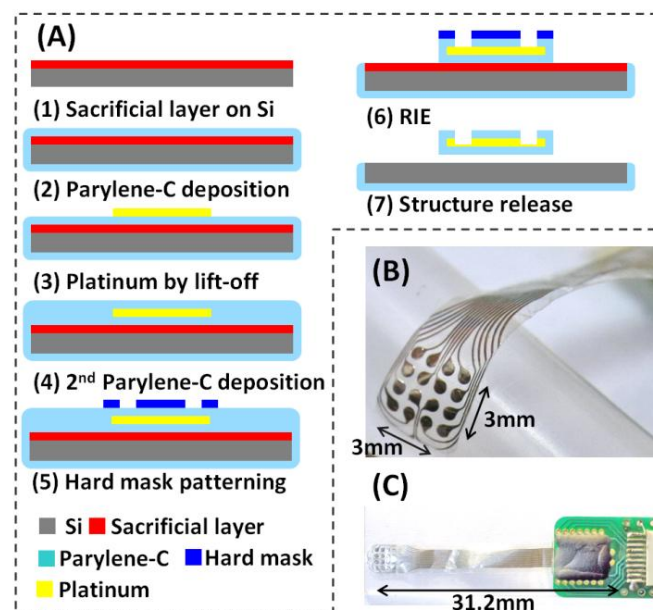 (A)
(1) Sacrificial layer on Si
(2) Parylene-C deposition
(3) Platinum by lift-off
(4) 2nd Parylene-C deposition
(5) Hard mask patterning
Si Sacrificial layer
Parylene-C Hard mask
Platinum
(6) RIE
(7) Structure release
(B)
3mm
3mm
(C)
31.2mm